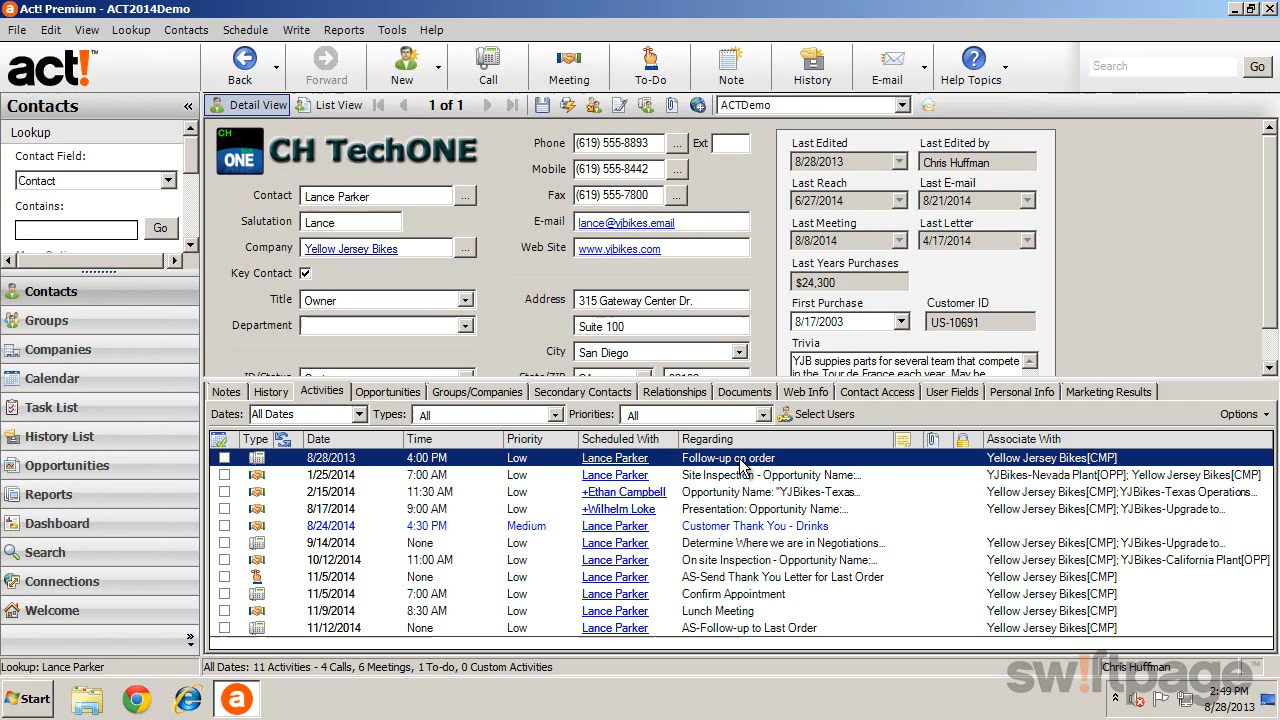 Act! Premium - ACT2014Demo
File Edit View Lookup Contacts Schedule Write Reports Tools Help
act!™
Back Forward New Call Meeting To-Do Note History E-mail Help Topics Search Go
Contacts «
Detail View List View 1 of 1 ACTDemo
Lookup
Contact Field:
Contact
Contains:
Go
Contacts
Groups
Companies
Calendar
Task List
History List
Opportunities
Reports
Dashboard
Search
Connections
Welcome
CH
ONE
CH TechONE
Contact Lance Parker ...
Salutation Lance
Company Yellow Jersey Bikes ...
Key Contact
Title Owner
Department
Phone (619) 555-8893 ... Ext
Mobile (619) 555-8442 ...
Fax (619) 555-7800 ...
E-mail lance@yjbikes.email
Web Site www.yjbikes.com
Address 315 Gateway Center Dr.
Suite 100
City San Diego
Last Edited Last Edited by
8/28/2013 Chris Huffman
Last Reach Last E-mail
6/27/2014 8/21/2014
Last Meeting Last Letter
8/8/2014 4/17/2014
Last Years Purchases
$24,300
First Purchase Customer ID
8/17/2003 US-10691
Trivia
YJB suppies parts for several team that compete
in the Tour de France each year. May be
Notes History Activities Opportunities Groups/Companies Secondary Contacts Relationships Documents Web Info Contact Access User Fields Personal Info Marketing Results
Dates: All Dates Types: All Priorities: All Select Users Options
Type Date Time Priority Scheduled With Regarding Associate With
8/28/2013 4:00 PM Low Lance Parker Follow-up on order Yellow Jersey Bikes[CMP]
1/25/2014 7:00 AM Low Lance Parker Site Inspection - Opportunity Name:... YJBikes-Nevada Plant[OPP]; Yellow Jersey Bikes[CMP]
2/15/2014 11:30 AM Low +Ethan Campbell Opportunity Name: "YJBikes-Texas... Yellow Jersey Bikes[CMP]; YJBikes-Texas Operations...
8/17/2014 9:00 AM Low +Wilhelm Loke Presentation: Opportunity Name:... Yellow Jersey Bikes[CMP]; YJBikes-Upgrade to...
8/24/2014 4:30 PM Medium Lance Parker Customer Thank You - Drinks Yellow Jersey Bikes[CMP]
9/14/2014 None Low Lance Parker Determine Where we are in Negotiations... Yellow Jersey Bikes[CMP]; YJBikes-Upgrade to...
10/12/2014 11:00 AM Low Lance Parker On site Inspection - Opportunity Name:... Yellow Jersey Bikes[CMP]; YJBikes-California Plant[OPP]
11/5/2014 None Low Lance Parker AS-Send Thank You Letter for Last Order Yellow Jersey Bikes[CMP]
11/5/2014 7:00 AM Low Lance Parker Confirm Appointment Yellow Jersey Bikes[CMP]
11/9/2014 8:30 AM Low Lance Parker Lunch Meeting Yellow Jersey Bikes[CMP]
11/12/2014 None Low Lance Parker AS-Follow-up to Last Order Yellow Jersey Bikes[CMP]
Lookup: Lance Parker All Dates: 11 Activities - 4 Calls, 6 Meetings, 1 To-do, 0 Custom Activities Chris Huffman
sw!ftpage
Start a 2:49 PM
8/28/2013